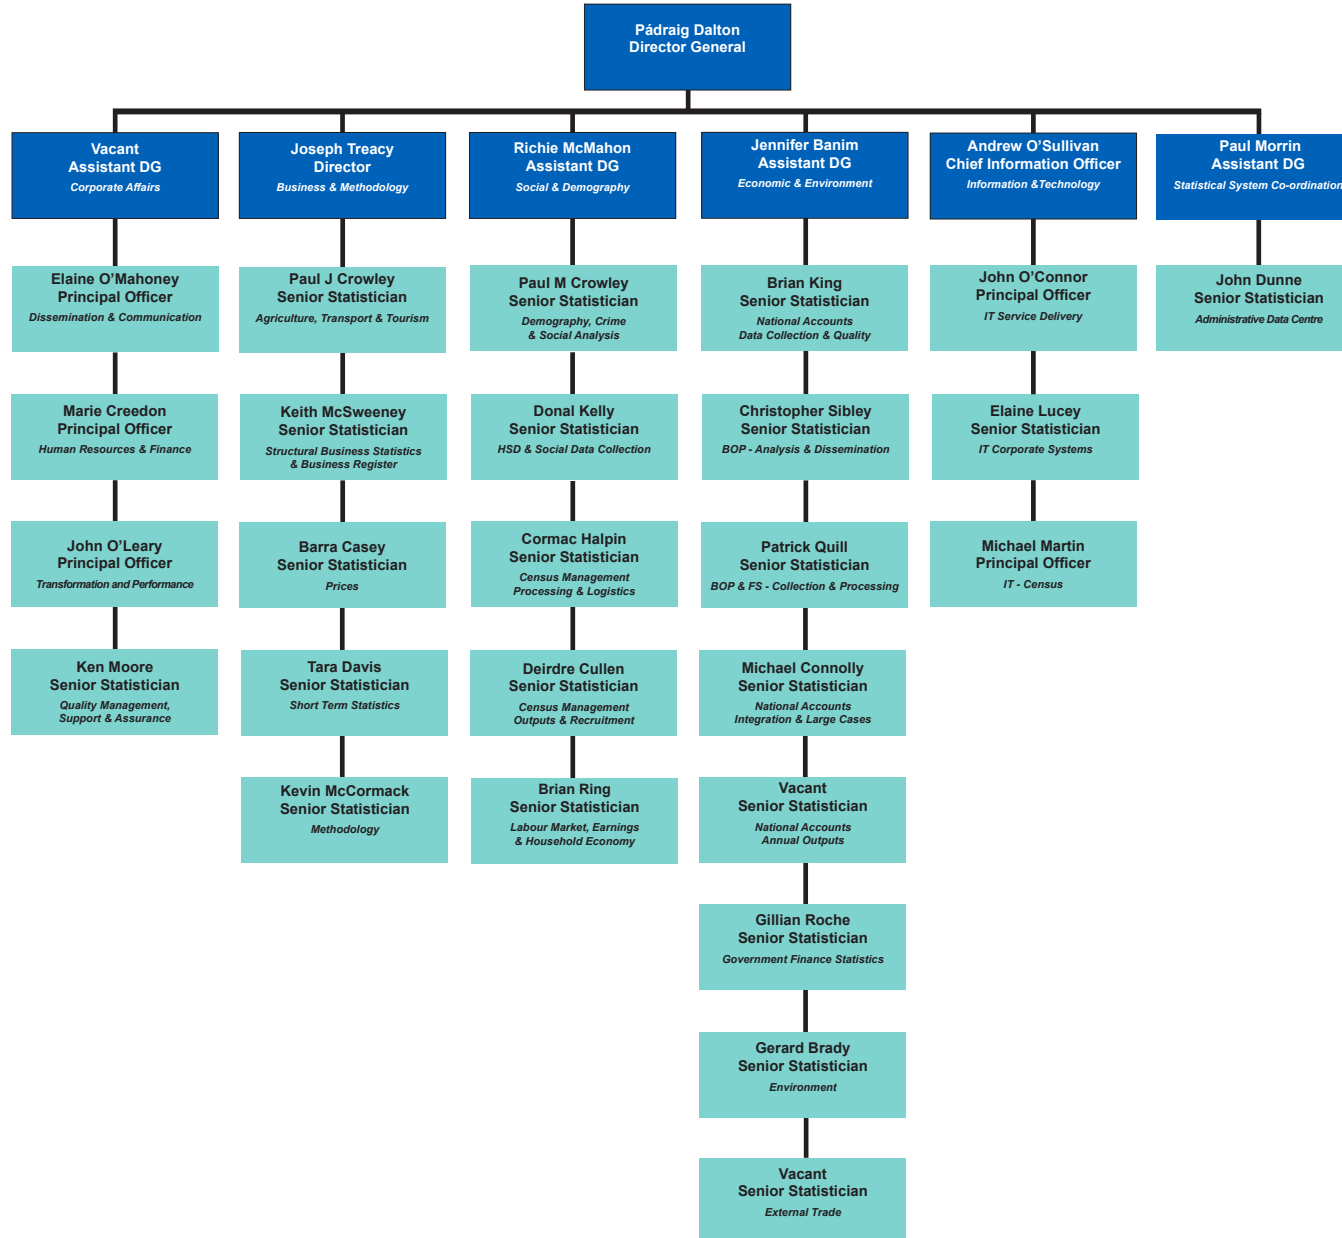 Pádraig Dalton
Director General
Vacant
Assistant DG
Corporate Affairs
Joseph Treacy
Director
Business & Methodology
Richie McMahon
Assistant DG
Social & Demography
Jennifer Banim
Assistant DG
Economic & Environment
Andrew O’Sullivan
Chief Information Officer
Information &Technology
Paul Morrin
Assistant DG
Statistical System Co-ordination
Elaine O’Mahoney
Principal Officer
Dissemination & Communication
Paul J Crowley
Senior Statistician
Agriculture, Transport & Tourism
Paul M Crowley
Senior Statistician
Demography, Crime
& Social Analysis
Brian King
Senior Statistician
National Accounts
Data Collection & Quality
John O’Connor
Principal Officer
IT Service Delivery
John Dunne
Senior Statistician
Administrative Data Centre
Marie Creedon
Principal Officer
Human Resources & Finance
Keith McSweeney
Senior Statistician
Structural Business Statistics
& Business Register
Donal Kelly
Senior Statistician
HSD & Social Data Collection
Christopher Sibley
Senior Statistician
BOP - Analysis & Dissemination
Elaine Lucey
Senior Statistician
IT Corporate Systems
John O’Leary
Principal Officer
Transformation and Performance
Barra Casey
Senior Statistician
Prices
Cormac Halpin
Senior Statistician
Census Management
Processing & Logistics
Patrick Quill
Senior Statistician
BOP & FS - Collection & Processing
Michael Martin
Principal Officer
IT - Census
Ken Moore
Senior Statistician
Quality Management,
Support & Assurance
Tara Davis
Senior Statistician
Short Term Statistics
Deirdre Cullen
Senior Statistician
Census Management
Outputs & Recruitment
Michael Connolly
Senior Statistician
National Accounts
Integration & Large Cases
Kevin McCormack
Senior Statistician
Methodology
Brian Ring
Senior Statistician
Labour Market, Earnings
& Household Economy
Vacant
Senior Statistician
National Accounts
Annual Outputs
Gillian Roche
Senior Statistician
Government Finance Statistics
Gerard Brady
Senior Statistician
Environment
Vacant
Senior Statistician
External Trade